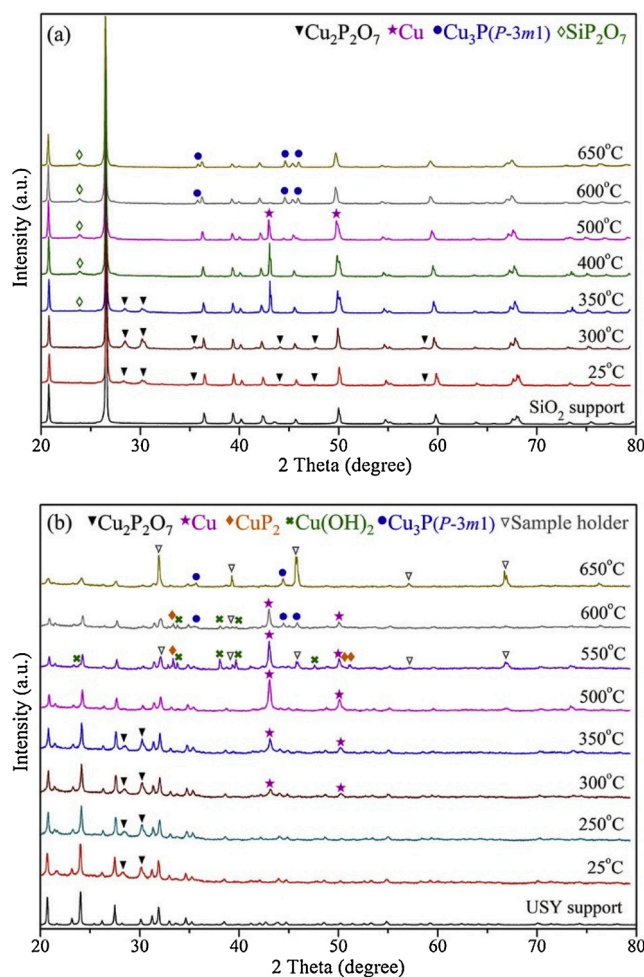 (a) ▼Cu₂P₂O₇ ★Cu ●Cu₃P(P-3m1) ◊SiP₂O₇
650°C
600°C
500°C
400°C
350°C
300°C
25°C
SiO₂ support
Intensity (a.u.)
20 30 40 50 60 70 80
2 Theta (degree)
(b) ▼Cu₂P₂O₇ ★Cu ♦CuP₂ ✖Cu(OH)₂ ●Cu₃P(P-3m1) ▽Sample holder
650°C
600°C
550°C
500°C
350°C
300°C
250°C
25°C
USY support
Intensity (a.u.)
20 30 40 50 60 70 80
2 Theta (degree)